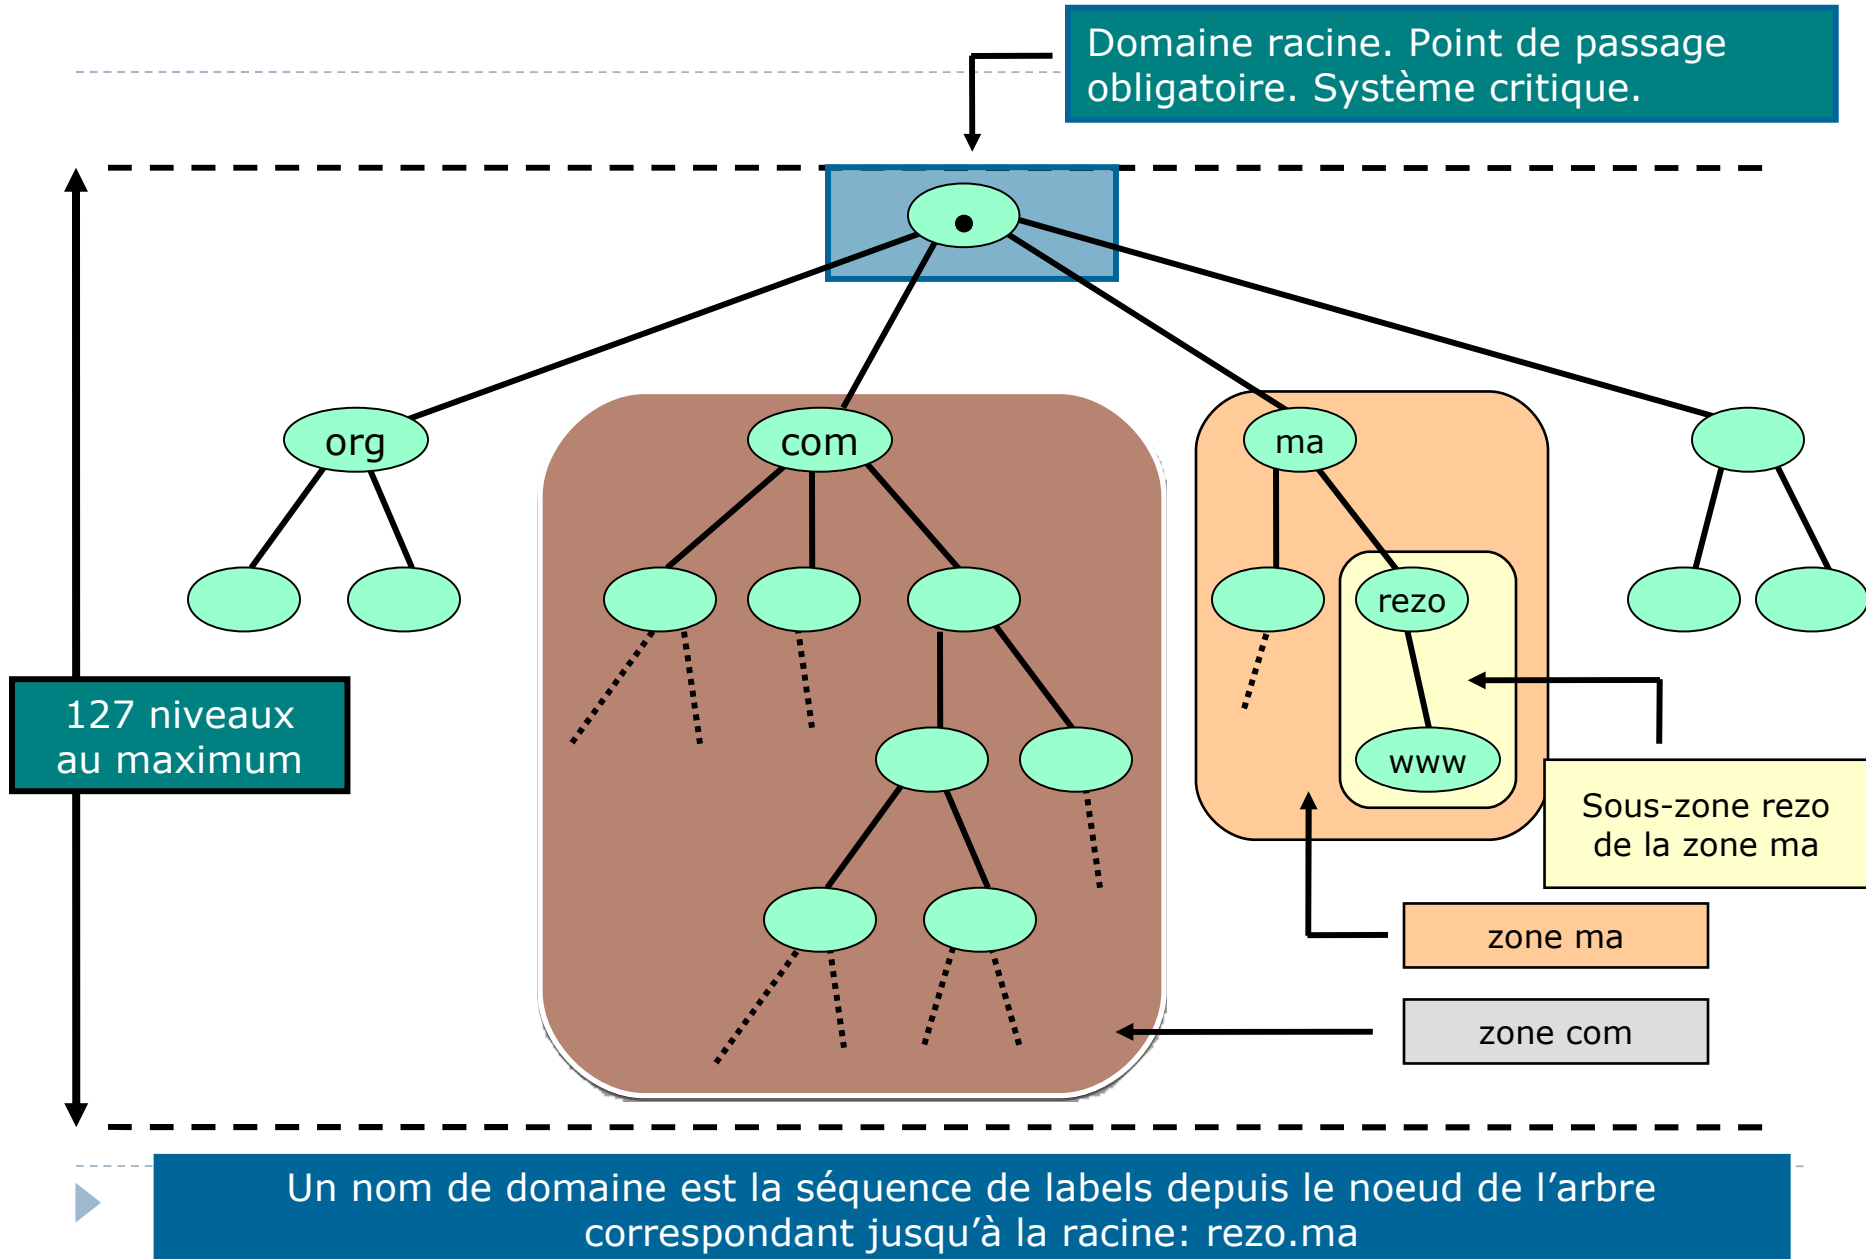 Domaine racine. Point de passage
obligatoire. Système critique.
.
org
com
ma
rezo
127 niveaux
au maximum
www
Sous-zone rezo
de la zone ma
zone ma
zone com
Un nom de domaine est la séquence de labels depuis le noeud de l’arbre
correspondant jusqu’à la racine: rezo.ma